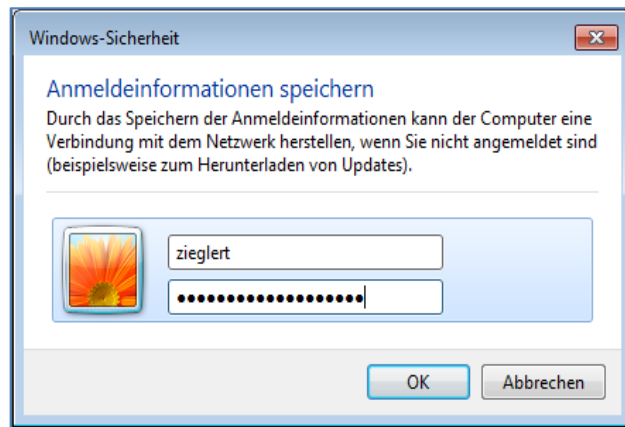 Windows-Sicherheit
Anmeldeinformationen speichern
Durch das Speichern der Anmeldeinformationen kann der Computer eine
Verbindung mit dem Netzwerk herstellen, wenn Sie nicht angemeldet sind
(beispielsweise zum Herunterladen von Updates).
zieglert
●●●●●●●●●●●●●●●●●●●
OK Abbrechen